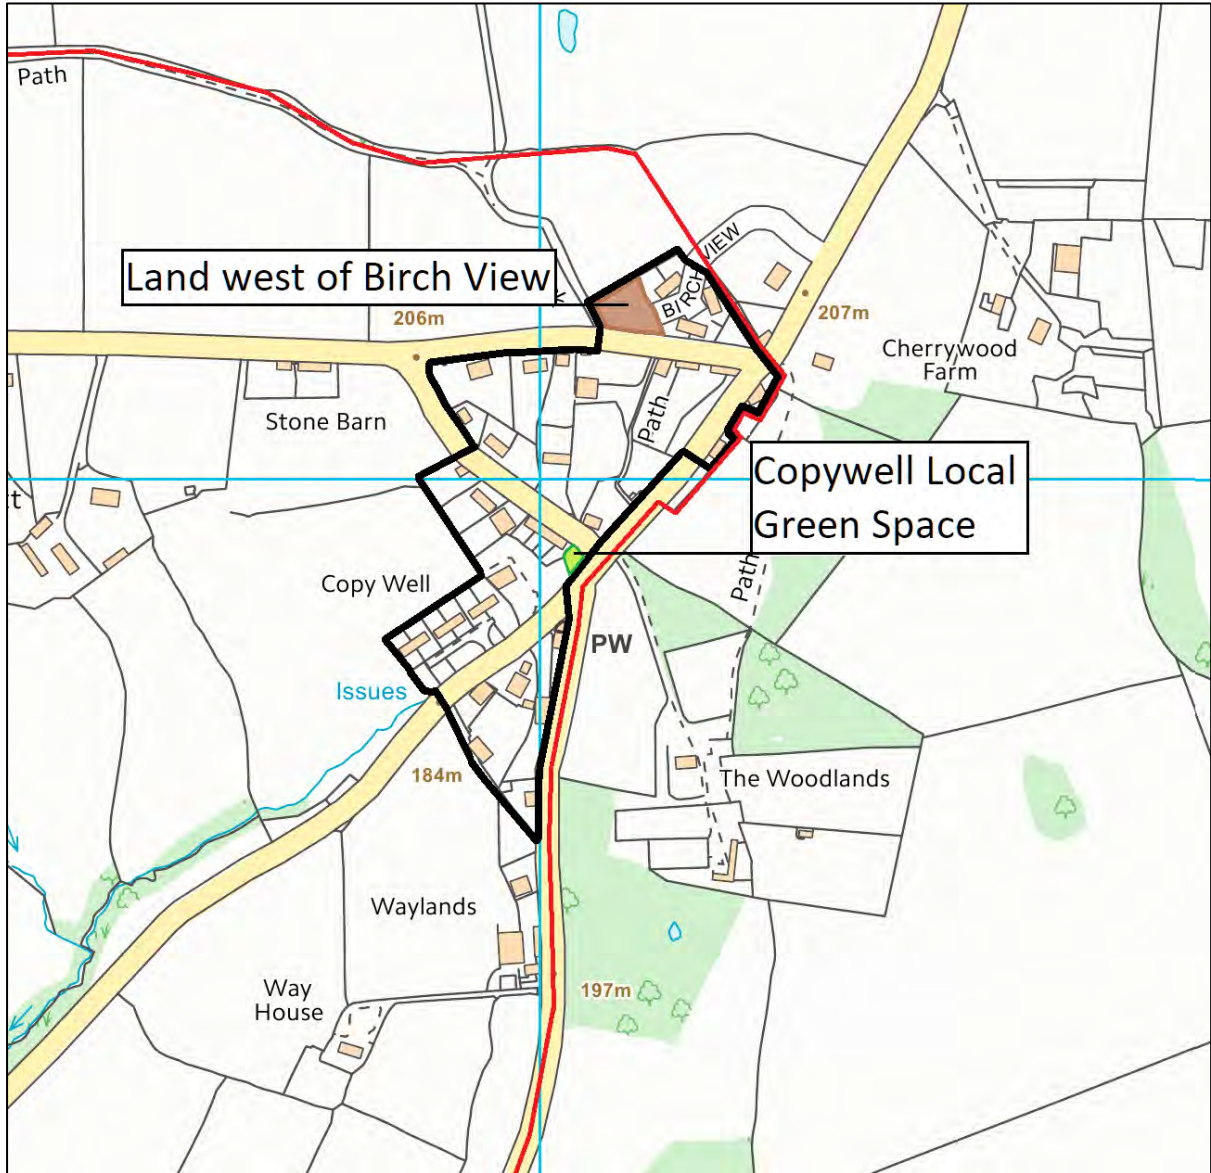 Path
BIRCH VIEW
Land west of Birch View
206m
207m
Cherrywood
Farm
Stone Barn
Path
Copywell Local
Green Space
Copy Well
Path
PW
Issues
184m
The Woodlands
Waylands
Way
House
197m